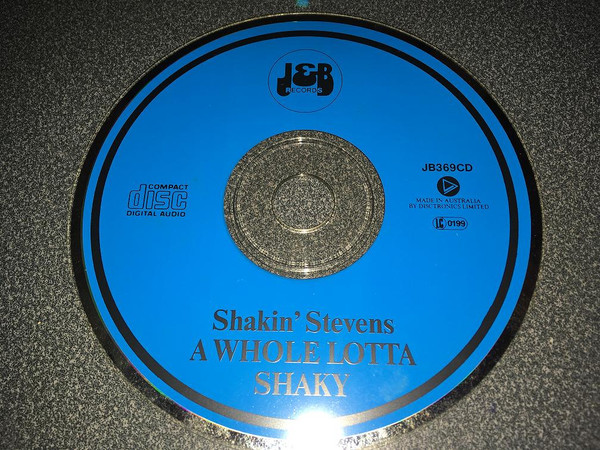 J&B
RECORDS
JB369CD
COMPACT
disc
DIGITAL AUDIO
MADE IN AUSTRALIA
BY DISCTRONICS LIMITED
LC 0199
Shakin' Stevens
A WHOLE LOTTA
SHAKY